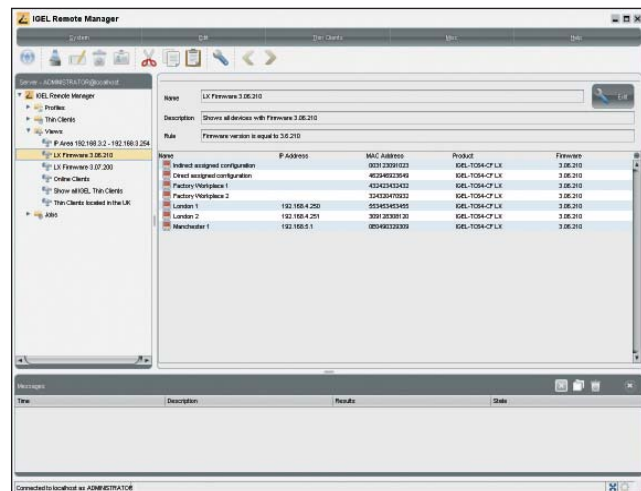 IGEL Remote Manager
System Edit Thin Clients Misc Help
Server - ADMINISTRATOR@localhost
IGEL Remote Manager
Profiles
Thin Clients
Views
IP Area 192.168.3.2 - 192.168.3.254
LX Firmware 3.06.210
LX Firmware 3.07.200
Online Clients
Show all IGEL Thin Clients
Thin Clients located in the UK
Jobs
Name LX Firmware 3.06.210
Edit
Description Shows all devices with Firmware 3.06.210
Rule Firmware version is equal to 3.6.210
Name IP Address MAC Address Product Firmware
Indirect assigned configuration 003123091023 IGEL-TC64-CF LX 3.06.210
Direct assigned configuration 462946923649 IGEL-TC64-CF LX 3.06.210
Factory Workplace 1 432423432433 IGEL-TC64-CF LX 3.06.210
Factory Workplace 2 324320470932 IGEL-TC64-CF LX 3.06.210
London 1 192.168.4.250 553453453455 IGEL-TC64-CF LX 3.06.210
London 2 192.168.4.251 309128308120 IGEL-TC64-CF LX 3.06.210
Manchester 1 192.168.5.1 089490329309 IGEL-TC64-CF LX 3.06.210
Messages
Time Description Results State
Connected to localhost as ADMINISTRATOR